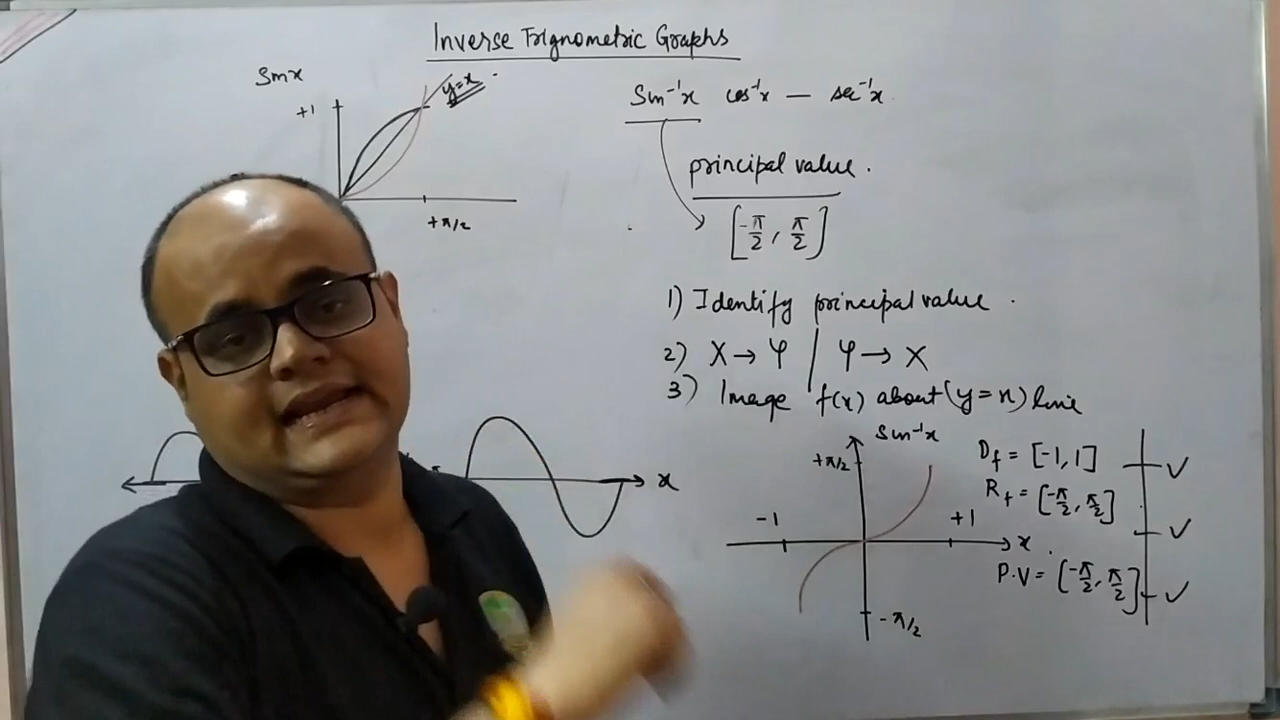 Inverse Trignometric Graphs
Sinx
+1
y=x
+π/2
Sin⁻¹x cos⁻¹x — sec⁻¹x
principal value.
[-π/2, π/2]
1) Identify principal value.
2) X→Y | Y→X
3) Image f(x) about (y=x) line
x
Sin⁻¹x
+π/2
-1
+1
x
-π/2
Df = [-1, 1]
Rf = [-π/2, π/2]
P.V = [-π/2, π/2]